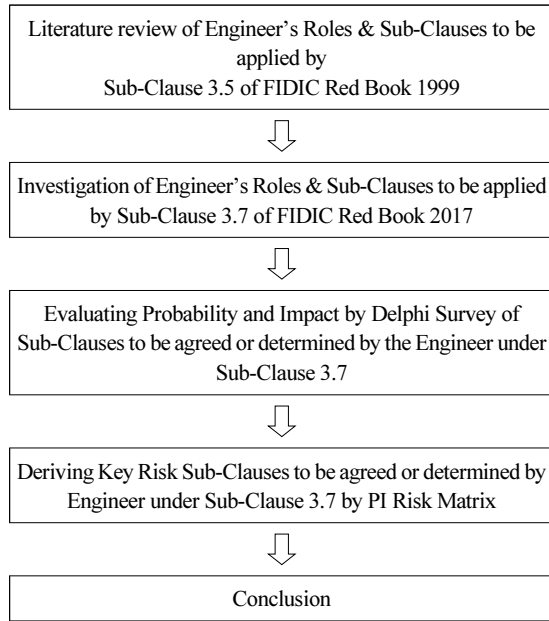 Literature review of Engineer's Roles & Sub-Clauses to be
applied by
Sub-Clause 3.5 of FIDIC Red Book 1999
Investigation of Engineer's Roles & Sub-Clauses to be applied
by Sub-Clause 3.7 of FIDIC Red Book 2017
Evaluating Probability and Impact by Delphi Survey of
Sub-Clauses to be agreed or determined by the Engineer under
Sub-Clause 3.7
Deriving Key Risk Sub-Clauses to be agreed or determined by
Engineer under Sub-Clause 3.7 by PI Risk Matrix
Conclusion